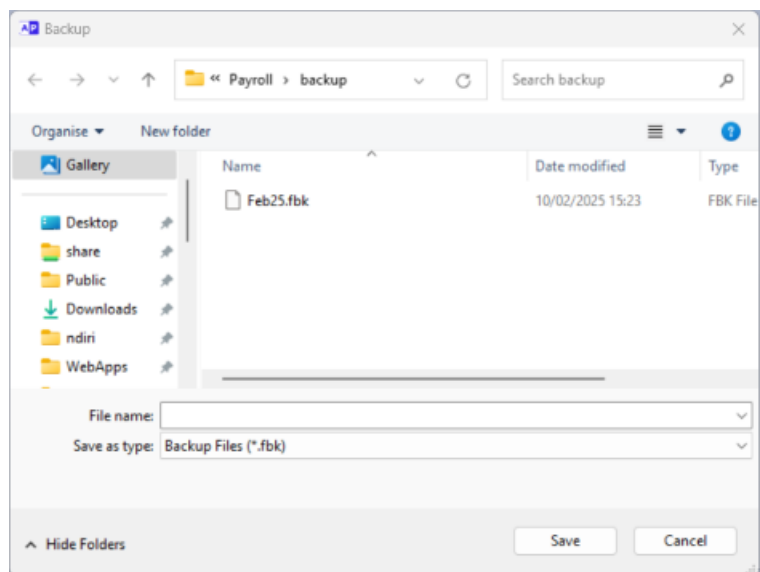 AP Backup
« Payroll > backup
Search backup
Organise New folder
Gallery
Name Date modified Type
Feb25.fbk 10/02/2025 15:23 FBK File
Desktop
share
Public
Downloads
ndiri
WebApps
File name:
Save as type: Backup Files (*.fbk)
Hide Folders
Save Cancel